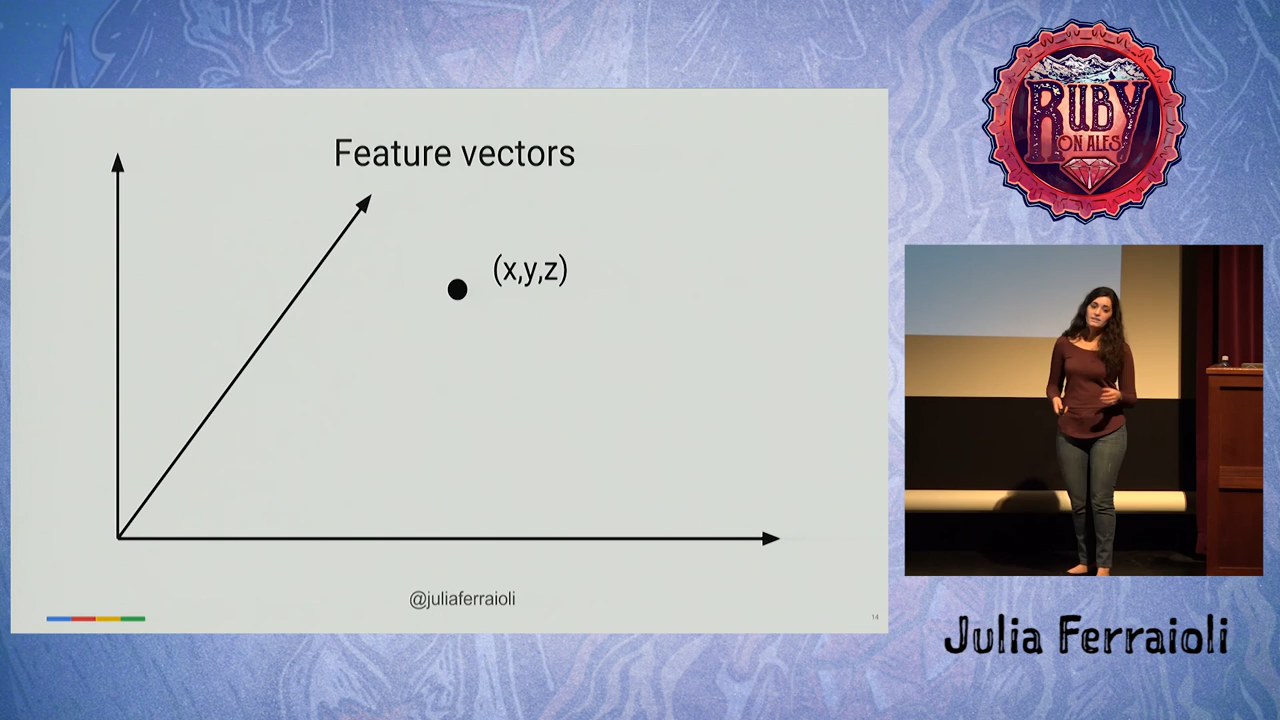 Feature vectors
(x,y,z)
@juliaferraioli
14
RUBY
ON ALES
Julia Ferraioli